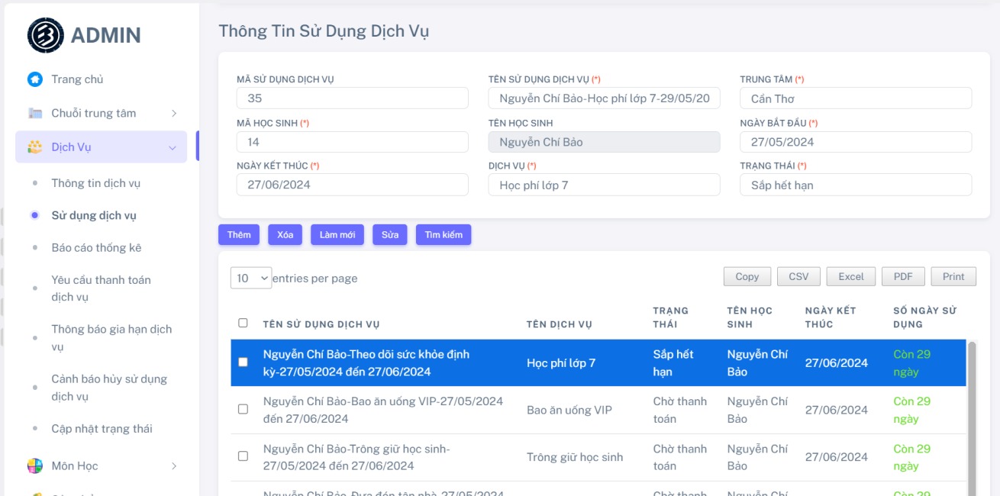 ADMIN
Trang chủ
Chuỗi trung tâm
Dịch Vụ
Thông tin dịch vụ
Sử dụng dịch vụ
Báo cáo thống kê
Yêu cầu thanh toán
dịch vụ
Thông báo gia hạn dịch
vụ
Cảnh báo hủy sử dụng
dịch vụ
Cập nhật trạng thái
Môn Học
Thông Tin Sử Dụng Dịch Vụ
MÃ SỬ DỤNG DỊCH VỤ
35
TÊN SỬ DỤNG DỊCH VỤ (*)
Nguyễn Chí Bảo-Học phí lớp 7-29/05/20
TRUNG TÂM (*)
Cần Thơ
MÃ HỌC SINH (*)
14
TÊN HỌC SINH
Nguyễn Chí Bảo
NGÀY BẮT ĐẦU (*)
27/05/2024
NGÀY KẾT THÚC (*)
27/06/2024
DỊCH VỤ (*)
Học phí lớp 7
TRẠNG THÁI (*)
Sắp hết hạn
Thêm
Xóa
Làm mới
Sửa
Tìm kiếm
10 entries per page
Copy
CSV
Excel
PDF
Print
TÊN SỬ DỤNG DỊCH VỤ
TÊN DỊCH VỤ
TRẠNG
THÁI
TÊN HỌC
SINH
NGÀY KẾT
THÚC
SỐ NGÀY SỬ
DỤNG
Nguyễn Chí Bảo-Theo dõi sức khỏe định
kỳ-27/05/2024 đến 27/06/2024
Học phí lớp 7
Sắp hết
hạn
Nguyễn Chí
Bảo
27/06/2024
Còn 29
ngày
Nguyễn Chí Bảo-Bao ăn uống VIP-27/05/2024
đến 27/06/2024
Bao ăn uống VIP
Chờ thanh
toán
Nguyễn Chí
Bảo
27/06/2024
Còn 29
ngày
Nguyễn Chí Bảo-Trông giữ học sinh-
27/05/2024 đến 27/06/2024
Trông giữ học sinh
Chờ thanh
toán
Nguyễn Chí
Bảo
27/06/2024
Còn 29
ngày
Nguyễn Chí Bảo-Đưa đón tận nhà-27/05/2024
Chờ thanh
Nguyễn Chí
Còn 29